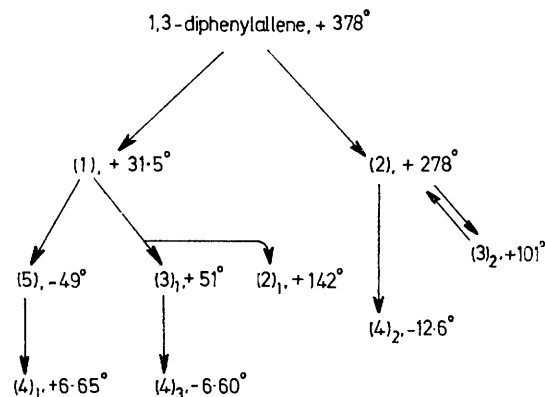 1,3-diphenylallene, + 378°
(1), + 31·5°
(2), + 278°
(3)₂, +101°
(5), -49°
(3)₁, + 51°
(2)₁, + 142°
(4)₂, -12·6°
(4)₁, +6·65°
(4)₃, -6·60°